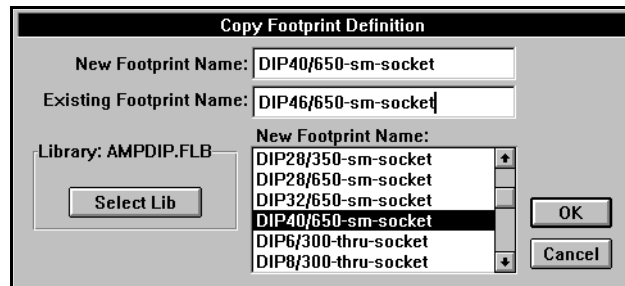 Copy Footprint Definition
New Footprint Name: DIP40/650-sm-socket
Existing Footprint Name: DIP46/650-sm-socket
New Footprint Name:
Library: AMPDIP.FLB
DIP28/350-sm-socket
DIP28/650-sm-socket
Select Lib
DIP32/650-sm-socket
DIP40/650-sm-socket
OK
DIP6/300-thru-socket
DIP8/300-thru-socket
Cancel